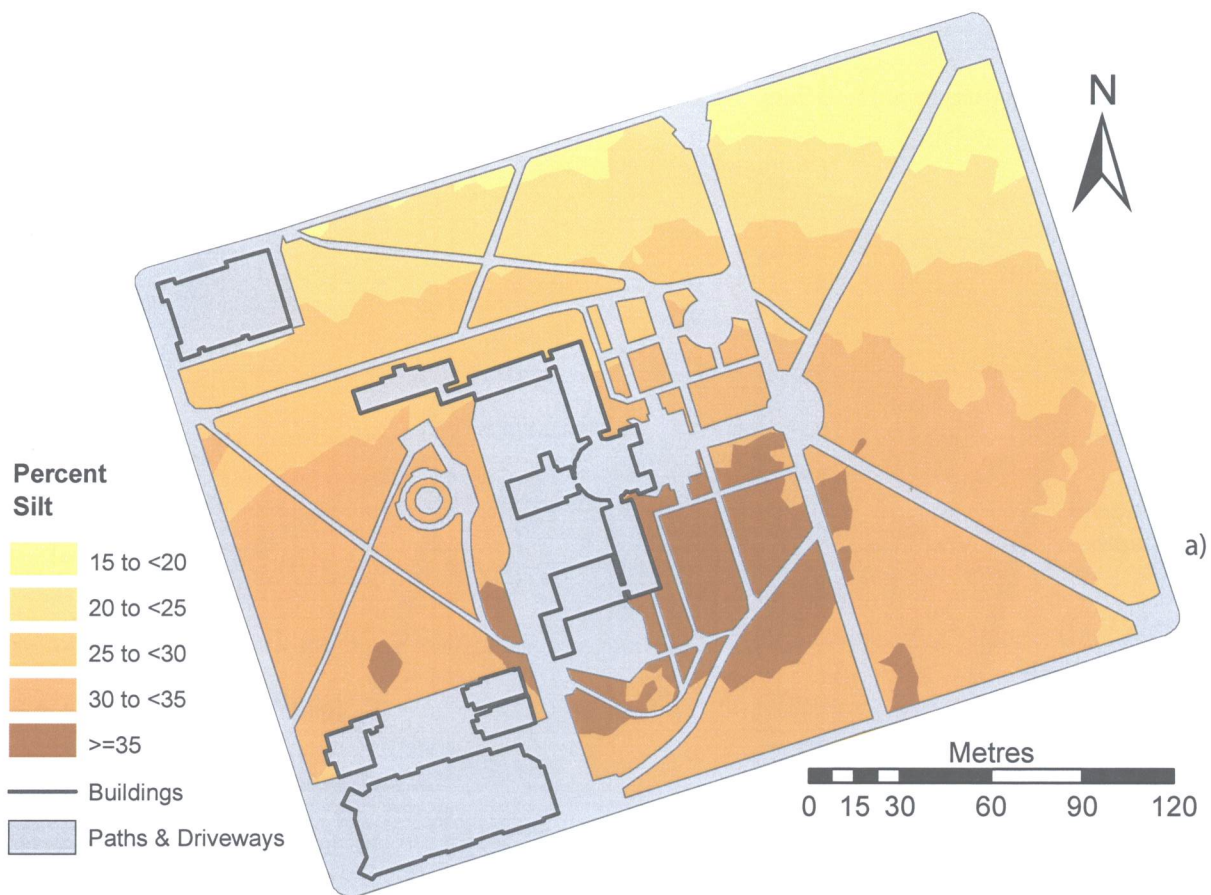 N
Percent
Silt
15 to <20
20 to <25
25 to <30
30 to <35
>=35
Buildings
Paths & Driveways
a)
Metres
0 15 30 60 90 120